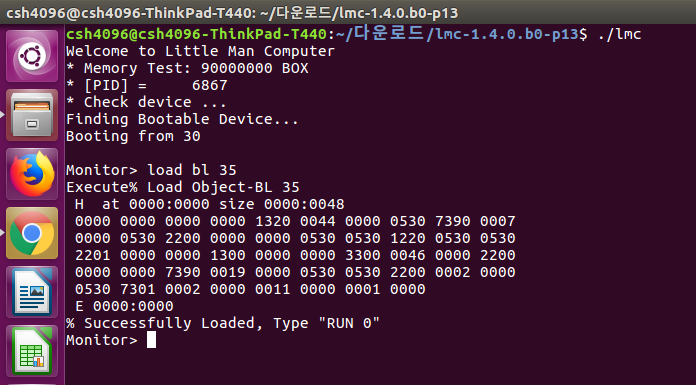 csh4096@csh4096-ThinkPad-T440: ~/다운로드/lmc-1.4.0.b0-p13
csh4096@csh4096-ThinkPad-T440:~/다운로드/lmc-1.4.0.b0-p13$ ./lmc
Welcome to Little Man Computer
* Memory Test: 90000000 BOX
* [PID] =      6867
* Check device ...
Finding Bootable Device...
Booting from 30
Monitor> load bl 35
Execute% Load Object-BL 35
H  at 0000:0000 size 0000:0048
0000 0000 0000 0000 1320 0044 0000 0530 7390 0007
0000 0530 2200 0000 0000 0530 0530 1220 0530 0530
2201 0000 0000 1300 0000 0000 3300 0046 0000 2200
0000 0000 7390 0019 0000 0530 0530 2200 0002 0000
0530 7301 0002 0000 0011 0000 0001 0000
E 0000:0000
% Successfully Loaded, Type "RUN 0"
Monitor>